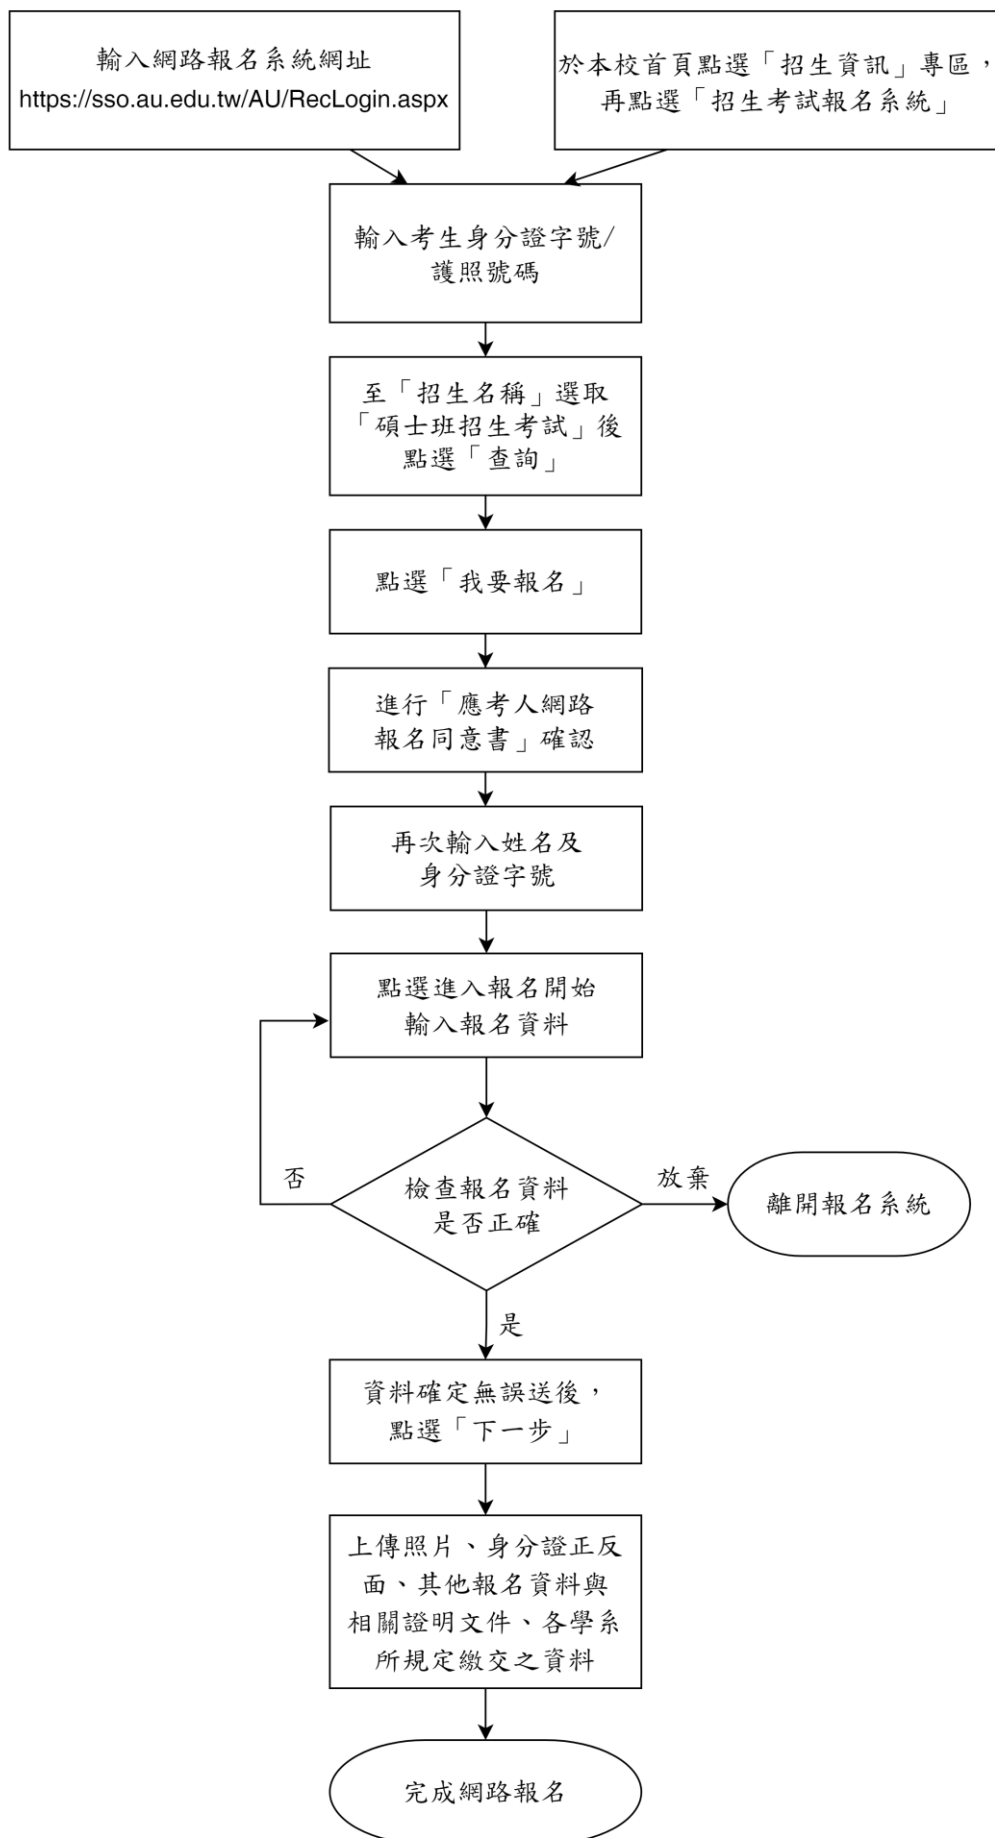 輸入網路報名系統網址
https://sso.au.edu.tw/AU/RecLogin.aspx
於本校首頁點選「招生資訊」專區，
再點選「招生考試報名系統」
輸入考生身分證字號/
護照號碼
至「招生名稱」選取
「碩士班招生考試」後
點選「查詢」
點選「我要報名」
進行「應考人網路
報名同意書」確認
再次輸入姓名及
身分證字號
點選進入報名開始
輸入報名資料
否
檢查報名資料
是否正確
放棄
離開報名系統
是
資料確定無誤送後，
點選「下一步」
上傳照片、身分證正反
面、其他報名資料與
相關證明文件、各學系
所規定繳交之資料
完成網路報名